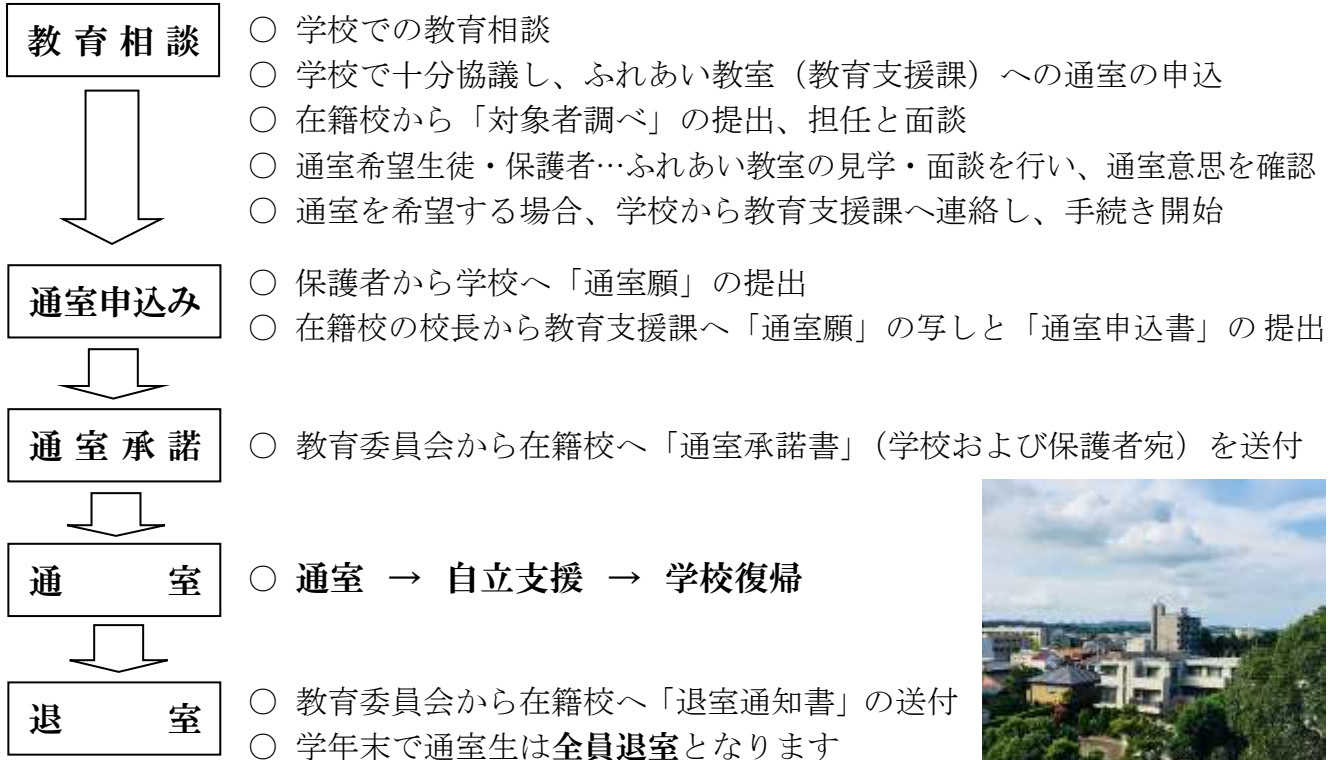 教育相談
○ 学校での教育相談
○ 学校で十分協議し、ふれあい教室（教育支援課）への通室の申込
○ 在籍校から「対象者調べ」の提出、担任と面談
○ 通室希望生徒・保護者…ふれあい教室の見学・面談を行い、通室意思を確認
○ 通室を希望する場合、学校から教育支援課へ連絡し、手続き開始
通室申込み
○ 保護者から学校へ「通室願」の提出
○ 在籍校の校長から教育支援課へ「通室願」の写しと「通室申込書」の 提出
通室承諾
○ 教育委員会から在籍校へ「通室承諾書」（学校および保護者宛）を送付
通室
○ 通室 → 自立支援 → 学校復帰
退室
○ 教育委員会から在籍校へ「退室通知書」の送付
○ 学年末で通室生は全員退室となります